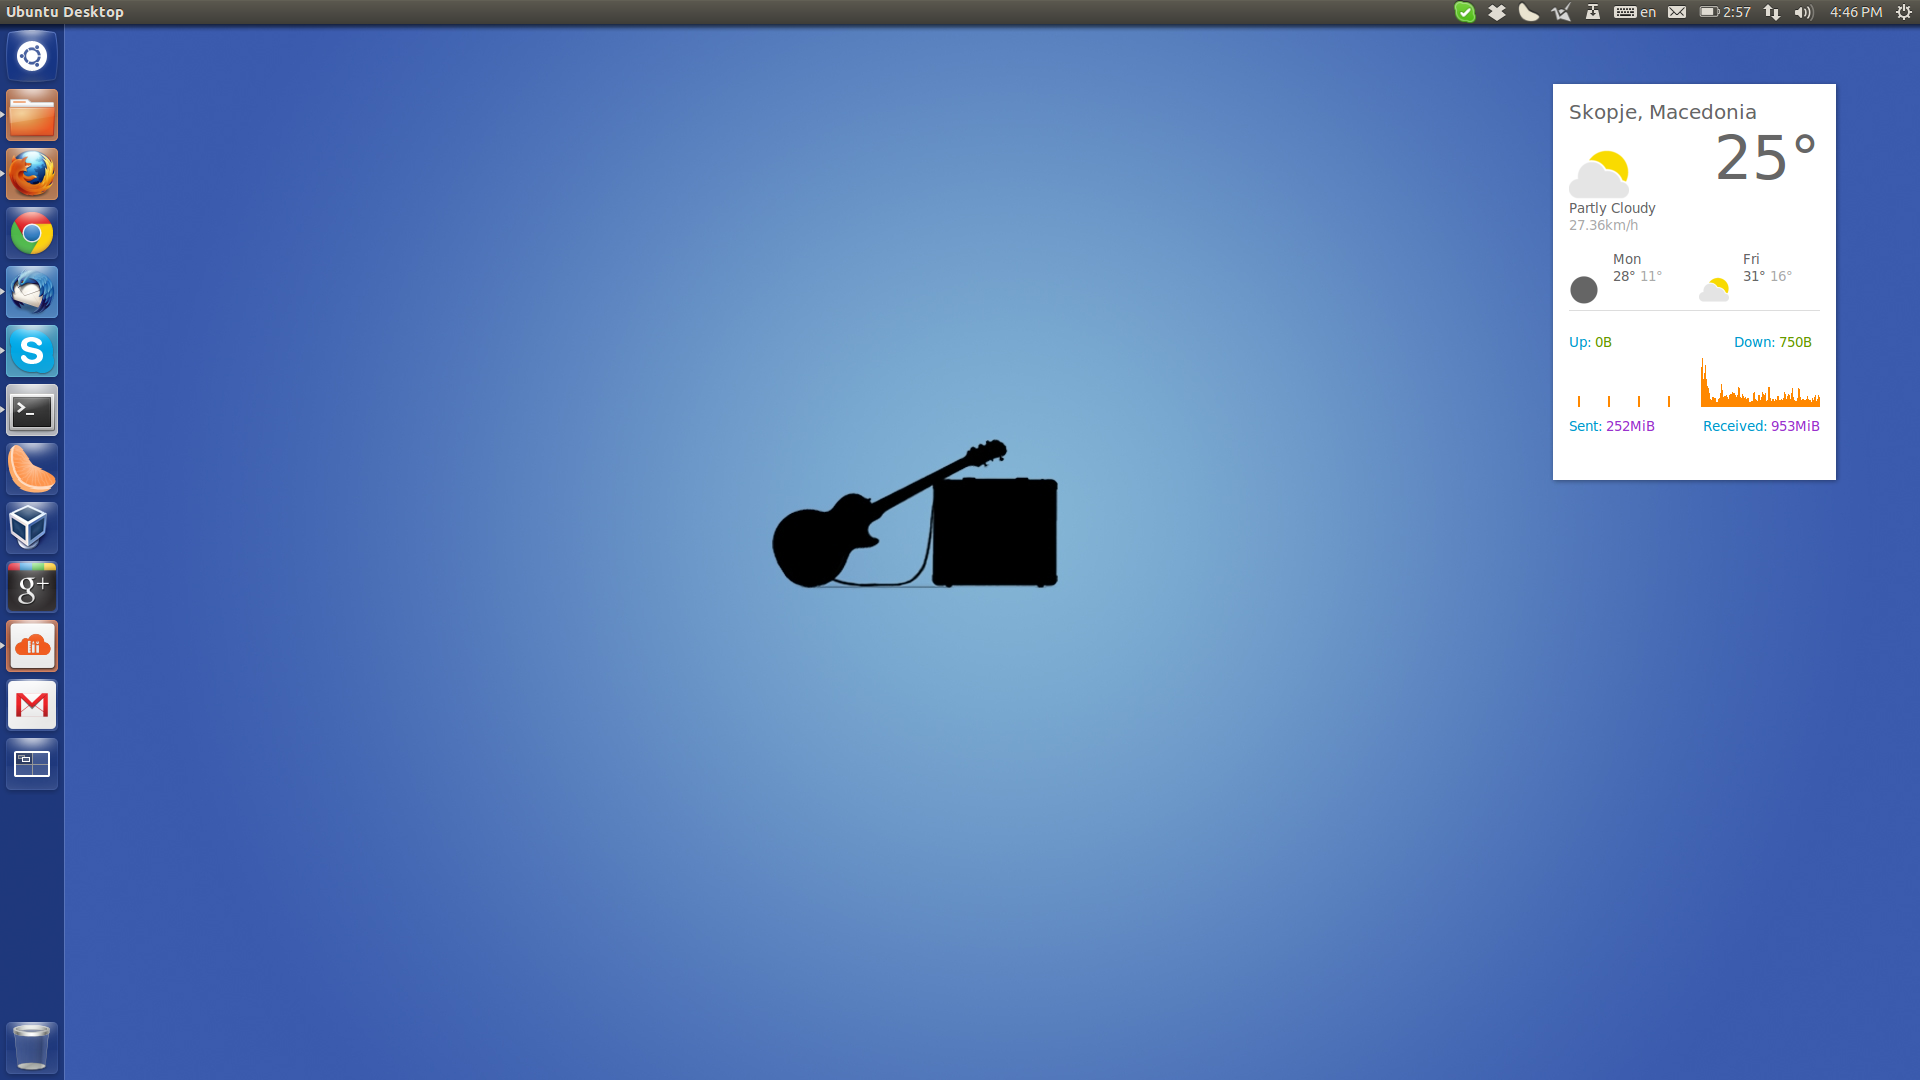 Ubuntu Desktop
en
2:57
4:46 PM
Skopje, Macedonia
25°
Partly Cloudy
27.36km/h
Mon
28° 11°
Fri
31° 16°
Up: 0B
Down: 750B
Sent: 252MiB
Received: 953MiB
S
>_
g+